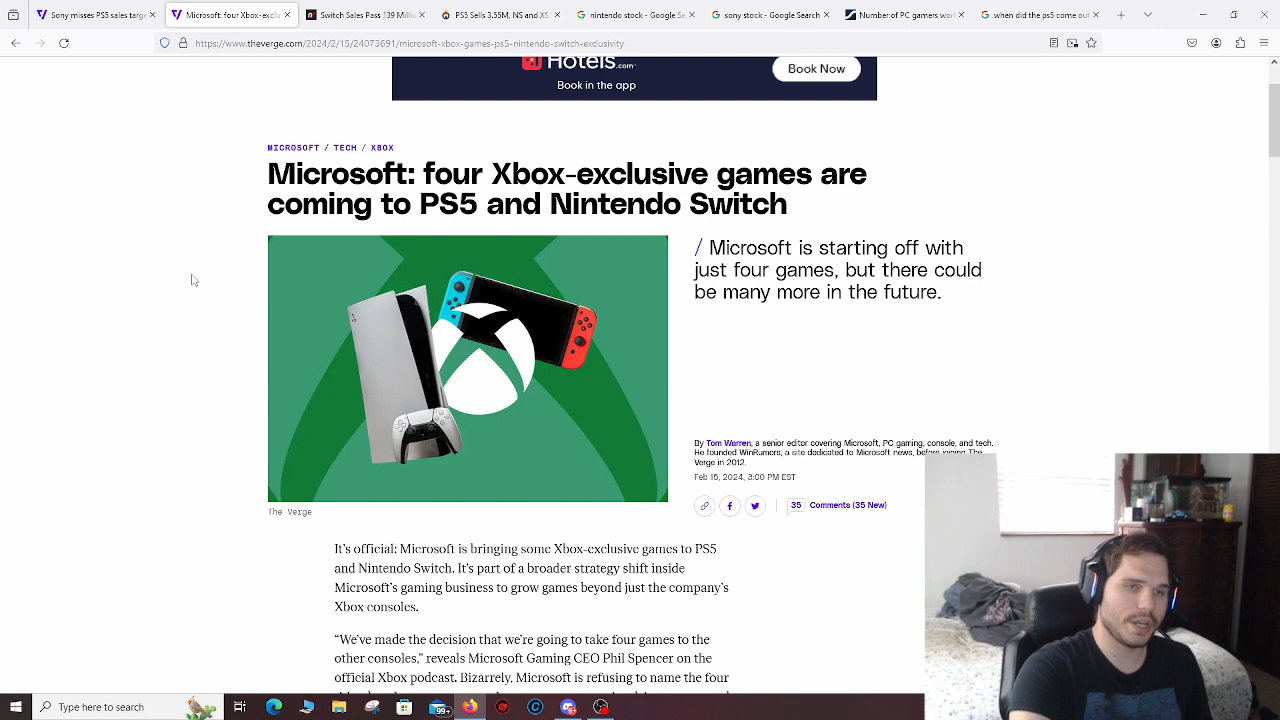 Sony misses PS5 sales targe
Microsoft: four Xbox-exclu
Switch Sales Pass 139 Millio
PS5 Sells 3.55M, NS and XS
nintendo stock - Google Se
sony stock - Google Search
Number of PC games worl
when did the ps5 come out
https://www.theverge.com/2024/2/15/24073691/microsoft-xbox-games-ps5-nintendo-switch-exclusivity
Hotels.com
Book in the app
Book Now
MICROSOFT / TECH / XBOX
Microsoft: four Xbox-exclusive games are
coming to PS5 and Nintendo Switch
/ Microsoft is starting off with
just four games, but there could
be many more in the future.
By Tom Warren, a senior editor covering Microsoft, PC gaming, console, and tech.
He founded WinRumors, a site dedicated to Microsoft news, before joining The
Verge in 2012.
Feb 15, 2024, 3:00 PM EST
35 Comments (35 New)
The Verge
It's official: Microsoft is bringing some Xbox-exclusive games to PS5
and Nintendo Switch. It's part of a broader strategy shift inside
Microsoft's gaming business to grow games beyond just the company's
Xbox consoles.
“We've made the decision that we're going to take four games to the
other consoles,” reveals Microsoft Gaming CEO Phil Spencer on the
official Xbox podcast. Bizarrely, Microsoft is refusing to name the four
Type here to search
99+